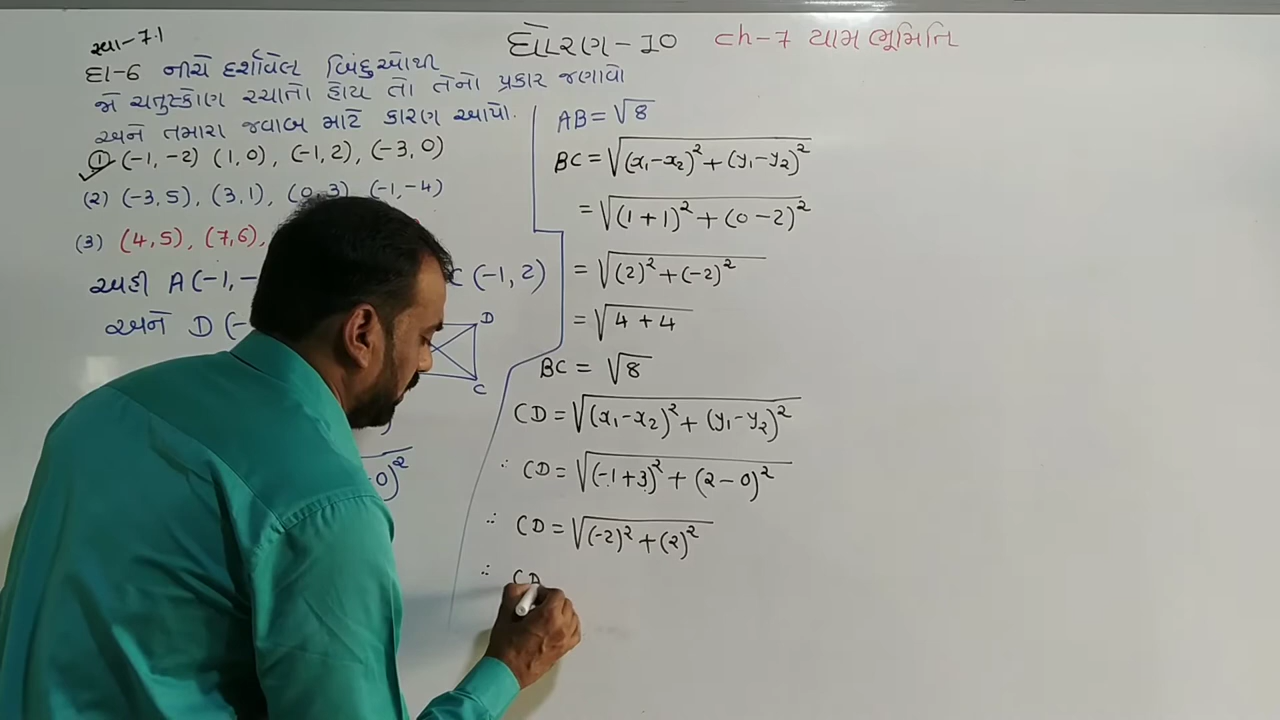 સ્વા-7.1
ધોરણ-10 ch-7 યામ ભૂમિતિ
દા-6 નીચે દર્શાવેલ બિંદુઓથી
જો ચતુષ્કોણ રચાતો હોય તો તેનો પ્રકાર જણાવો
અને તમારા જવાબ માટે કારણ આપો.
① (-1, -2) (1, 0), (-1, 2), (-3, 0)
(2) (-3, 5), (3, 1), (0, 3) (-1, -4)
(3) (4, 5), (7, 6),
અહીં A (-1, - C (-1, 2)
અને D (-
D
C
-0)²
AB = √8
BC = √(x₁-x₂)² + (y₁-y₂)²
= √(1+1)² + (0-2)²
= √(2)² + (-2)²
= √4+4
BC = √8
CD = √(x₁-x₂)² + (y₁-y₂)²
∴ CD = √(-1+3)² + (2-0)²
∴ CD = √(-2)² + (2)²
∴ CD